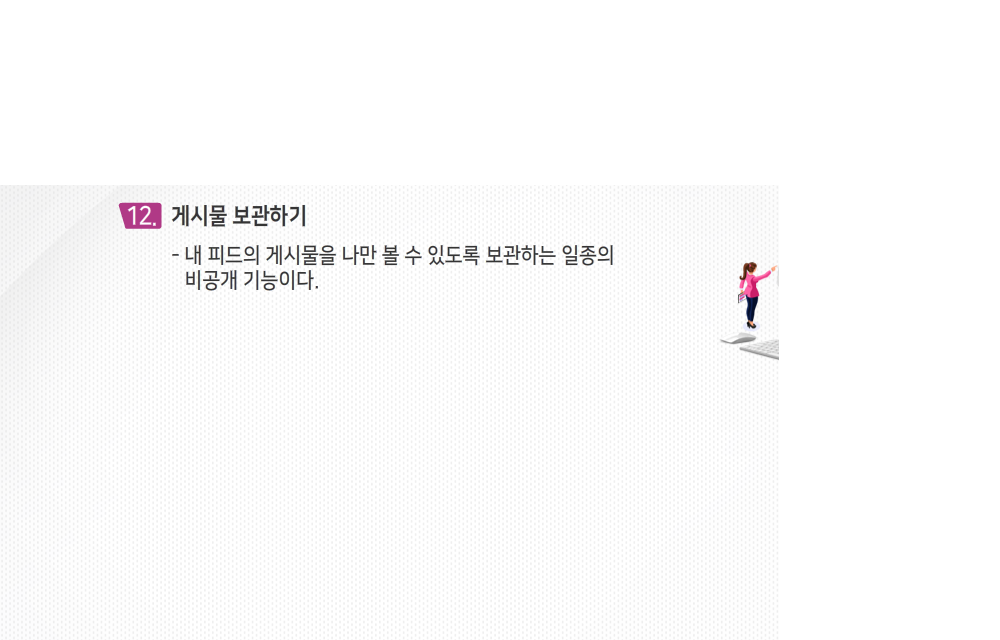 12. 게시물 보관하기
- 내 피드의 게시물을 나만 볼 수 있도록 보관하는 일종의
비공개 기능이다.